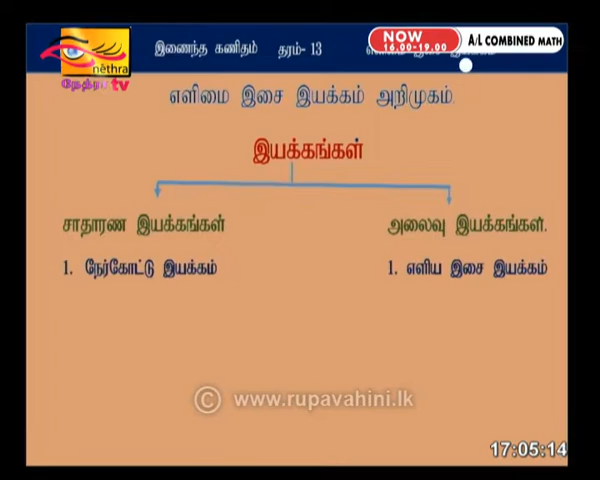 nethra
நேத்ரா tv
இணைந்த கணிதம் தரம்- 13
NOW
16.00-19.00
A/L COMBINED MATH
எளிமை இசை இயக்கம் அறிமுகம்.
இயக்கங்கள்
சாதாரண இயக்கங்கள்
அலைவு இயக்கங்கள்.
1. நேர்கோட்டு இயக்கம்
1. எளிய இசை இயக்கம்
© www.rupavahini.lk
17:05:14